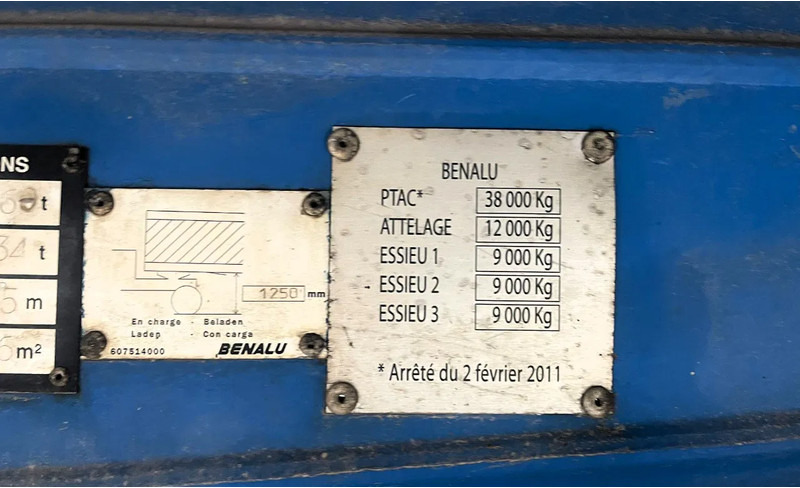 NS
t
34 t
m
m²
1250 mm
En charge - Beladen
Ladep - Con carga
607514000 BENALU
BENALU
PTAC* 38 000 Kg
ATTELAGE 12 000 Kg
ESSIEU 1 9 000 Kg
ESSIEU 2 9 000 Kg
ESSIEU 3 9 000 Kg
* Arrêté du 2 février 2011